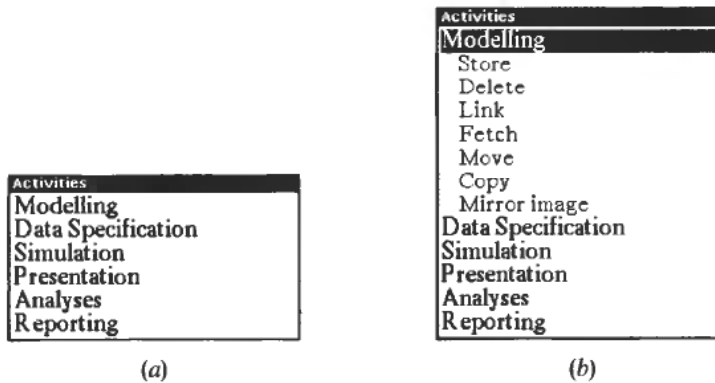 Activities
Modelling
Data Specification
Simulation
Presentation
Analyses
Reporting
(a)
Activities
Modelling
Store
Delete
Link
Fetch
Move
Copy
Mirror image
Data Specification
Simulation
Presentation
Analyses
Reporting
(b)